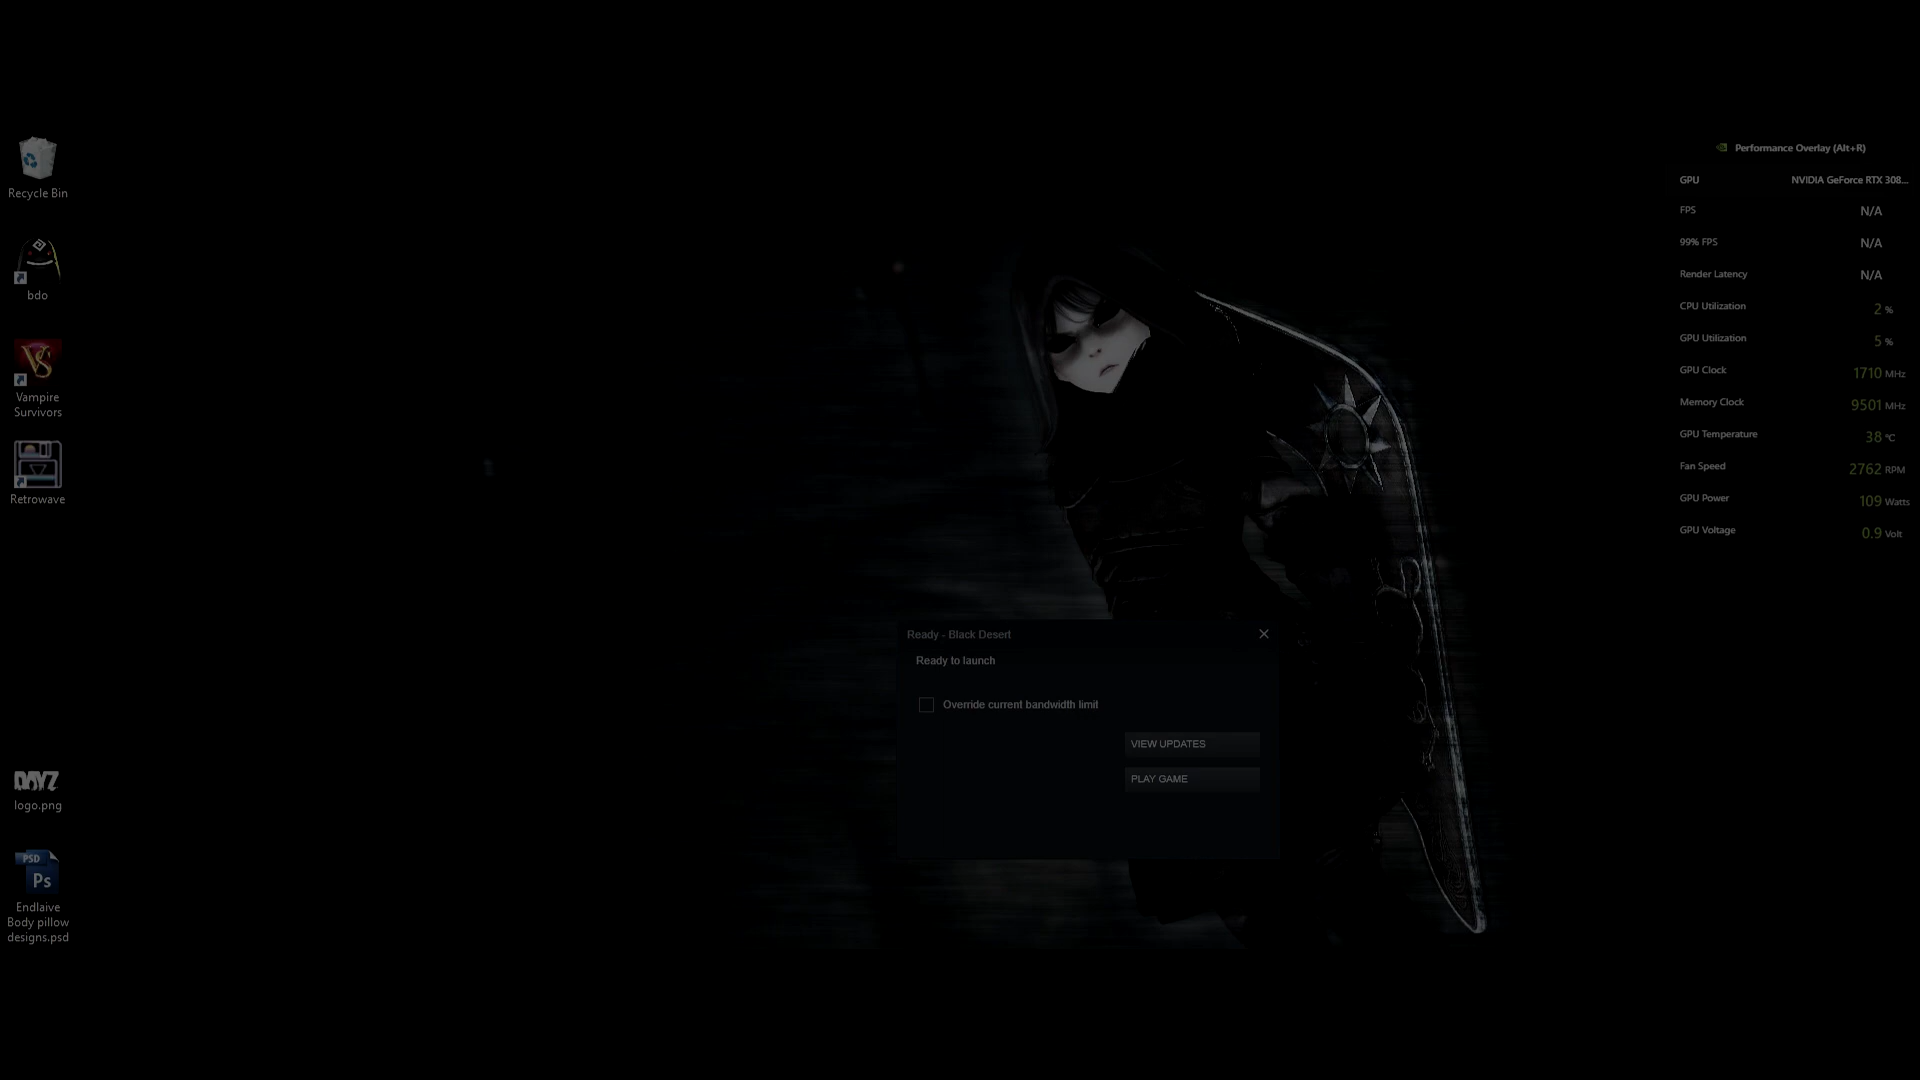 Recycle Bin
bdo
VS
Vampire
Survivors
Retrowave
DAYZ
logo.png
PSD
Ps
Endlaive
Body pillow
designs.psd
Ready - Black Desert
Ready to launch
Override current bandwidth limit
VIEW UPDATES
PLAY GAME
Performance Overlay (Alt+R)
GPU NVIDIA GeForce RTX 308...
FPS N/A
99% FPS N/A
Render Latency N/A
CPU Utilization 2 %
GPU Utilization 5 %
GPU Clock 1710 MHz
Memory Clock 9501 MHz
GPU Temperature 38 °C
Fan Speed 2762 RPM
GPU Power 109 Watts
GPU Voltage 0.9 Volt